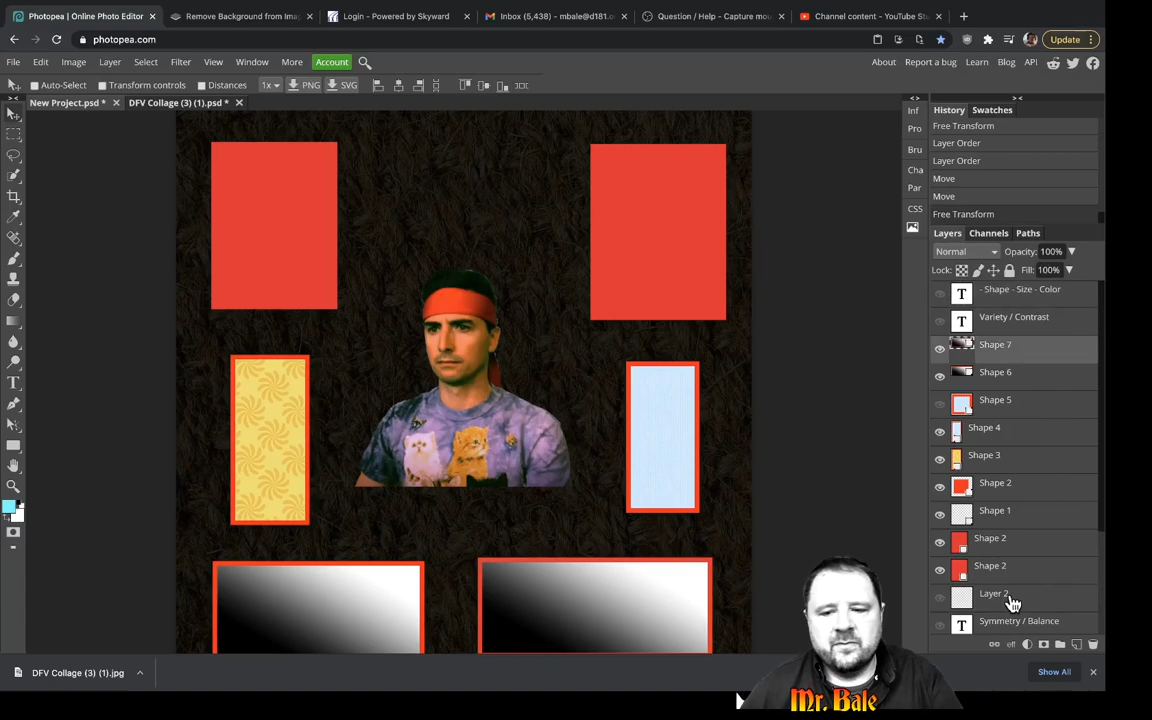 Photopea | Online Photo Editor
Remove Background from Imag
Login - Powered by Skyward
Inbox (5,438) - mbale@d181.o
Question / Help - Capture mou
Channel content - YouTube Stu
photopea.com
Update
File Edit Image Layer Select Filter View Window More Account
About Report a bug Learn Blog API
Auto-Select Transform controls Distances 1x PNG SVG
New Project.psd * DFV Collage (3) (1).psd *
Inf
Pro
Bru
Cha
Par
CSS
History Swatches
Free Transform
Layer Order
Layer Order
Move
Move
Free Transform
Layers Channels Paths
Normal Opacity: 100%
Lock: Fill: 100%
- Shape - Size - Color
Variety / Contrast
Shape 7
Shape 6
Shape 5
Shape 4
Shape 3
Shape 2
Shape 1
Shape 2
Shape 2
Layer 2
Symmetry / Balance
eff
DFV Collage (3) (1).jpg
Show All
Mr. Bale